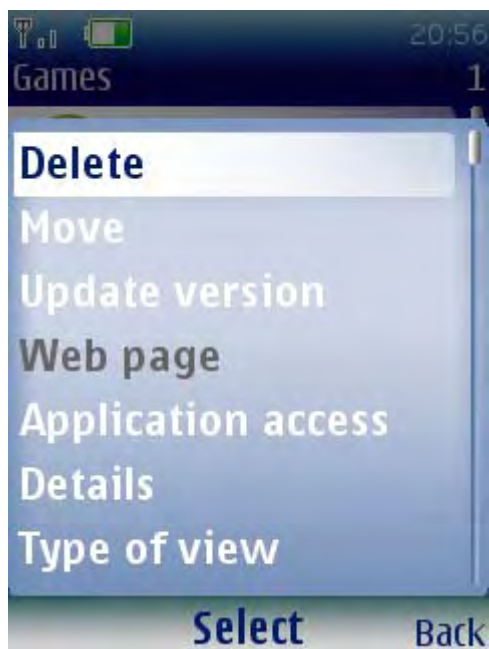 20:56
Games 1
Delete
Move
Update version
Web page
Application access
Details
Type of view
Select Back